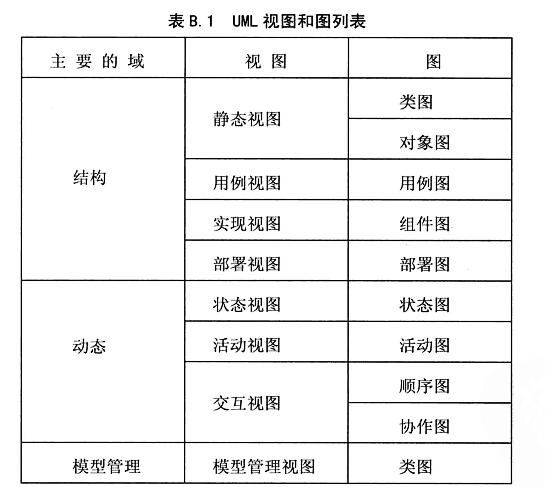 表 B.1 UML 视图和图列表
主要的域 视图 图
结构 静态视图 类图
对象图
用例视图 用例图
实现视图 组件图
部署视图 部署图
动态 状态视图 状态图
活动视图 活动图
交互视图 顺序图
协作图
模型管理 模型管理视图 类图